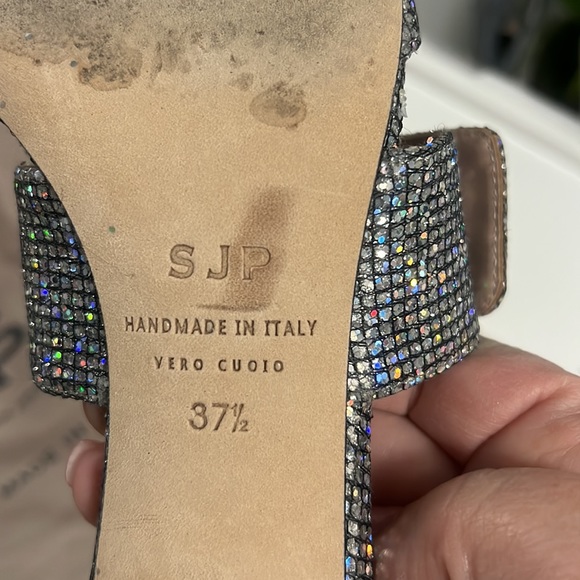 SJP
HANDMADE IN ITALY
VERO CUOIO
37½